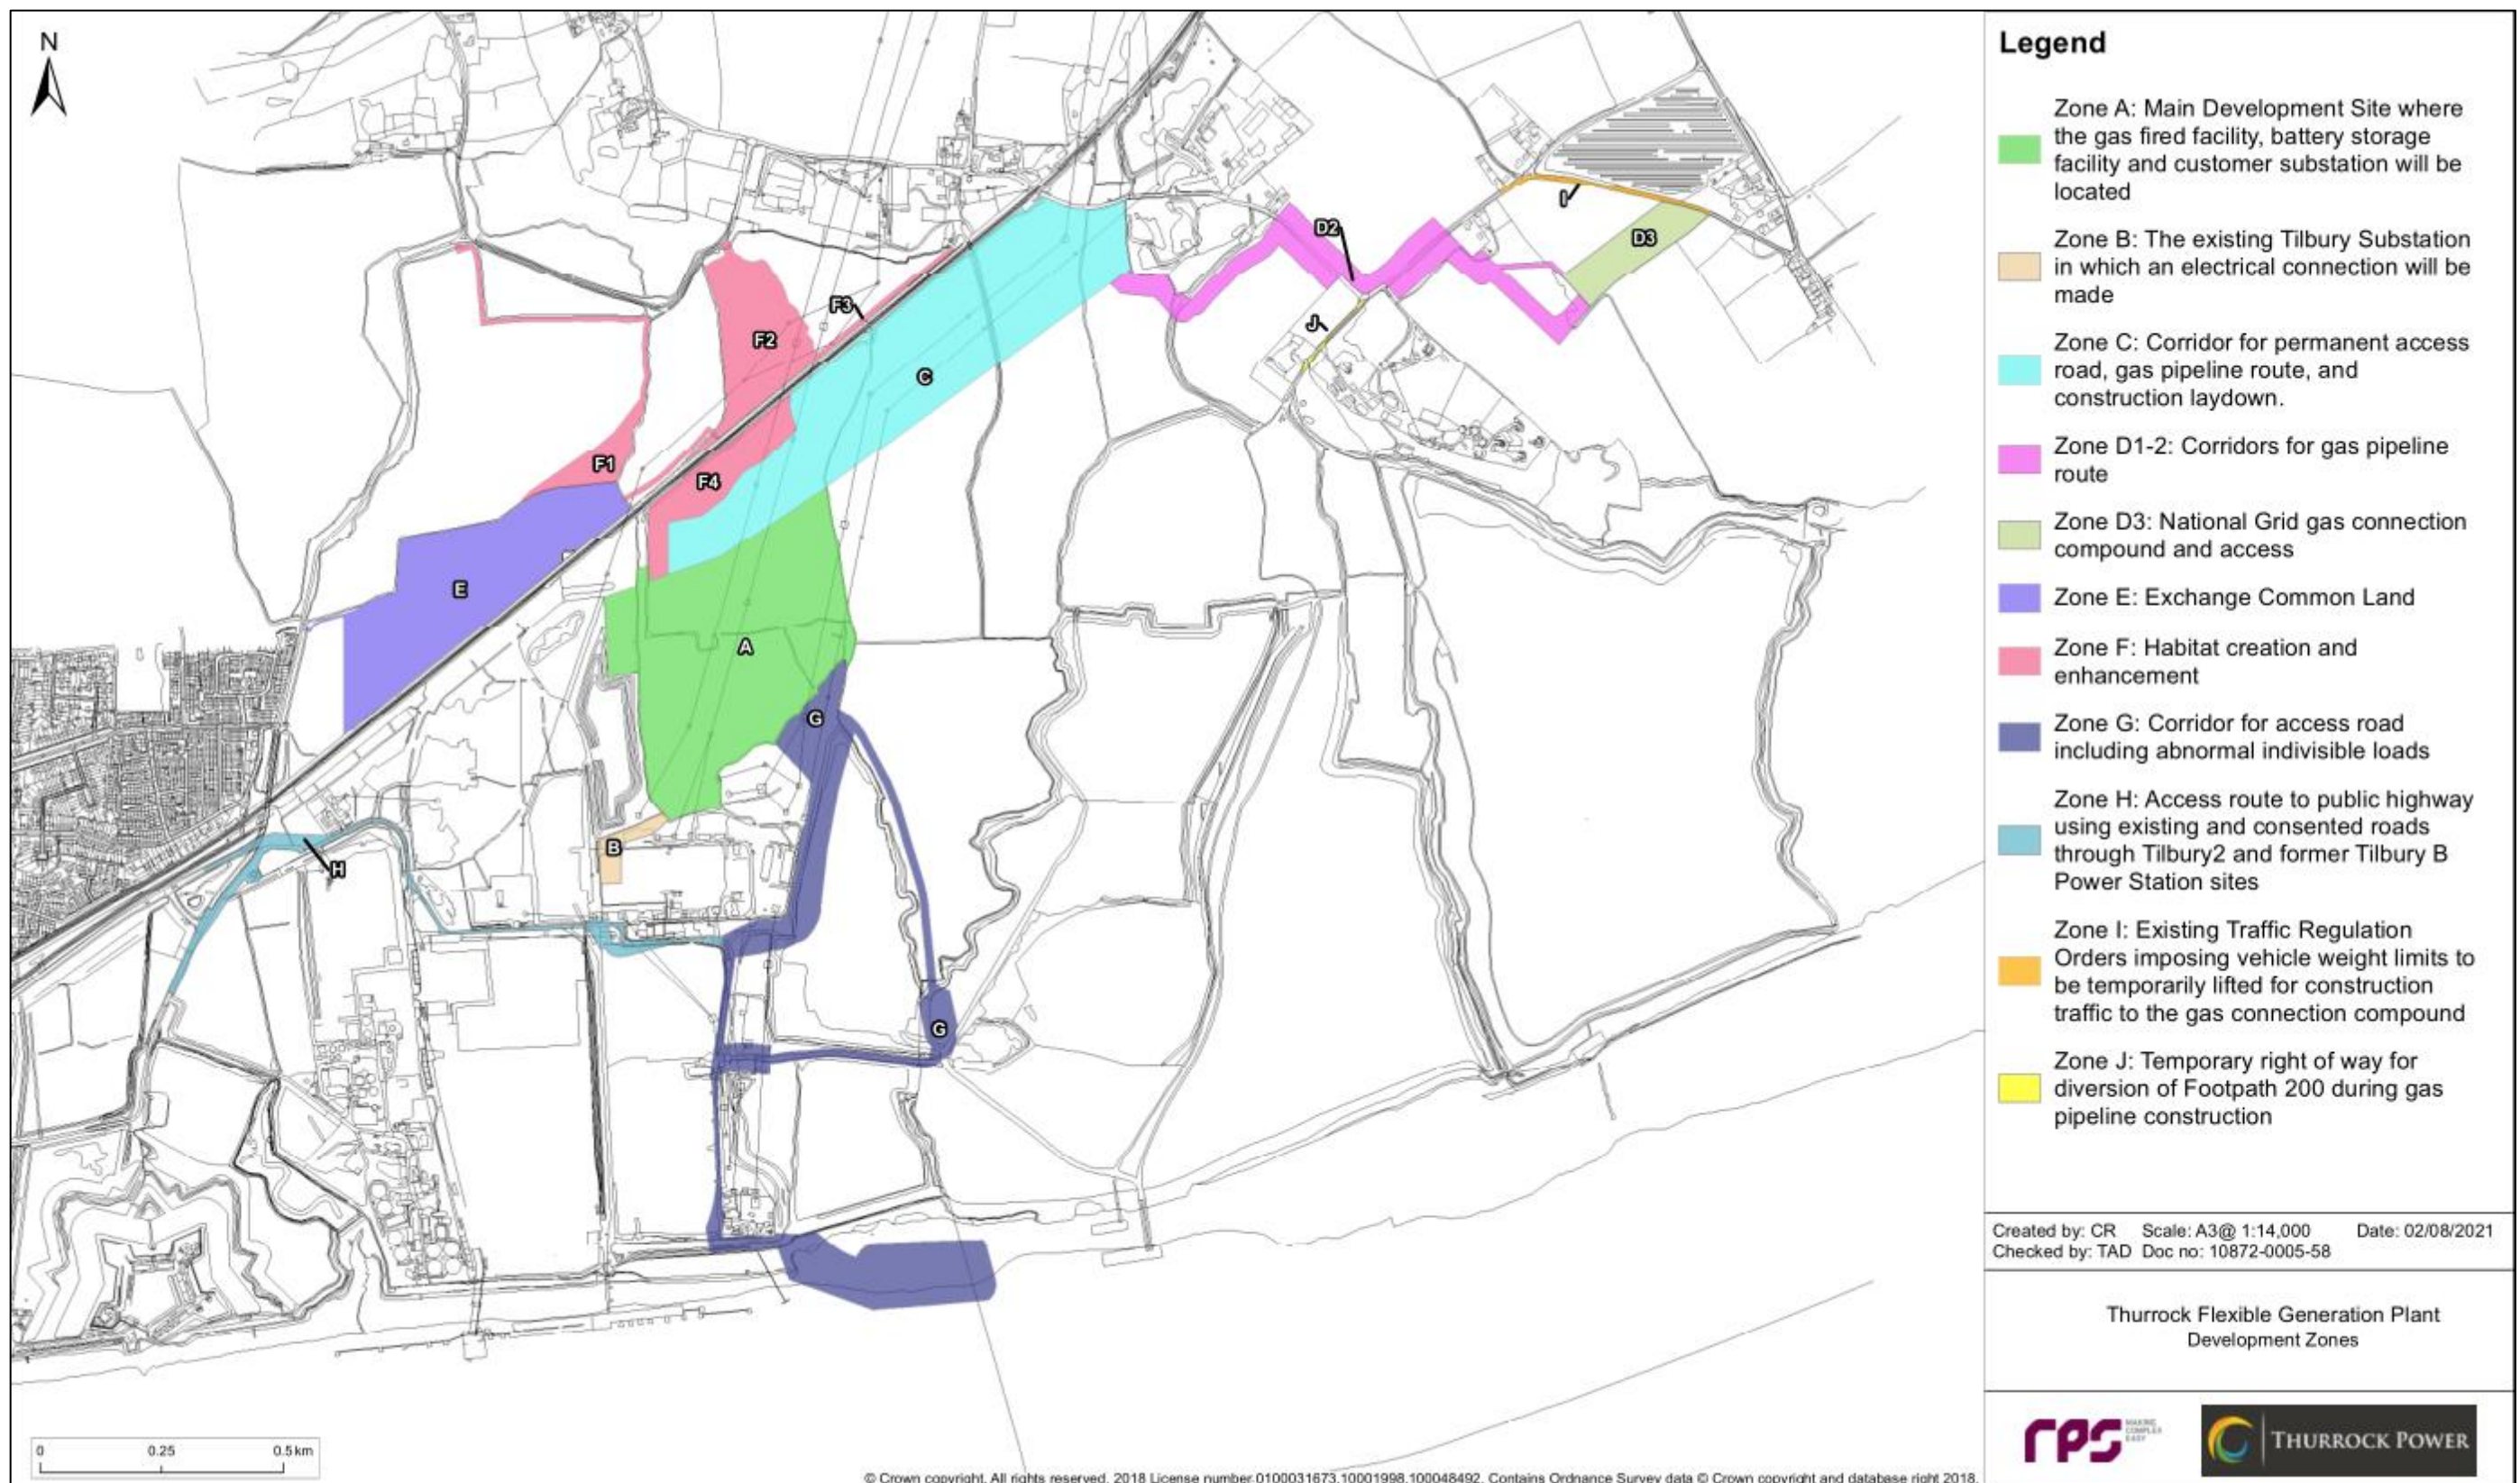 N
D2
I
D3
F3
J
F2
C
F1
F4
E
A
G
B
H
G
0
0.25
0.5 km
© Crown copyright. All rights reserved. 2018 License number.0100031673,10001998,100048492. Contains Ordnance Survey data © Crown copyright and database right 2018.
Legend
Zone A: Main Development Site where
the gas fired facility, battery storage
facility and customer substation will be
located
Zone B: The existing Tilbury Substation
in which an electrical connection will be
made
Zone C: Corridor for permanent access
road, gas pipeline route, and
construction laydown.
Zone D1-2: Corridors for gas pipeline
route
Zone D3: National Grid gas connection
compound and access
Zone E: Exchange Common Land
Zone F: Habitat creation and
enhancement
Zone G: Corridor for access road
including abnormal indivisible loads
Zone H: Access route to public highway
using existing and consented roads
through Tilbury2 and former Tilbury B
Power Station sites
Zone I: Existing Traffic Regulation
Orders imposing vehicle weight limits to
be temporarily lifted for construction
traffic to the gas connection compound
Zone J: Temporary right of way for
diversion of Footpath 200 during gas
pipeline construction
Created by: CR Scale: A3@ 1:14,000 Date: 02/08/2021
Checked by: TAD Doc no: 10872-0005-58
Thurrock Flexible Generation Plant
Development Zones
rps
MAKING
COMPLEX
EASY
THURROCK POWER